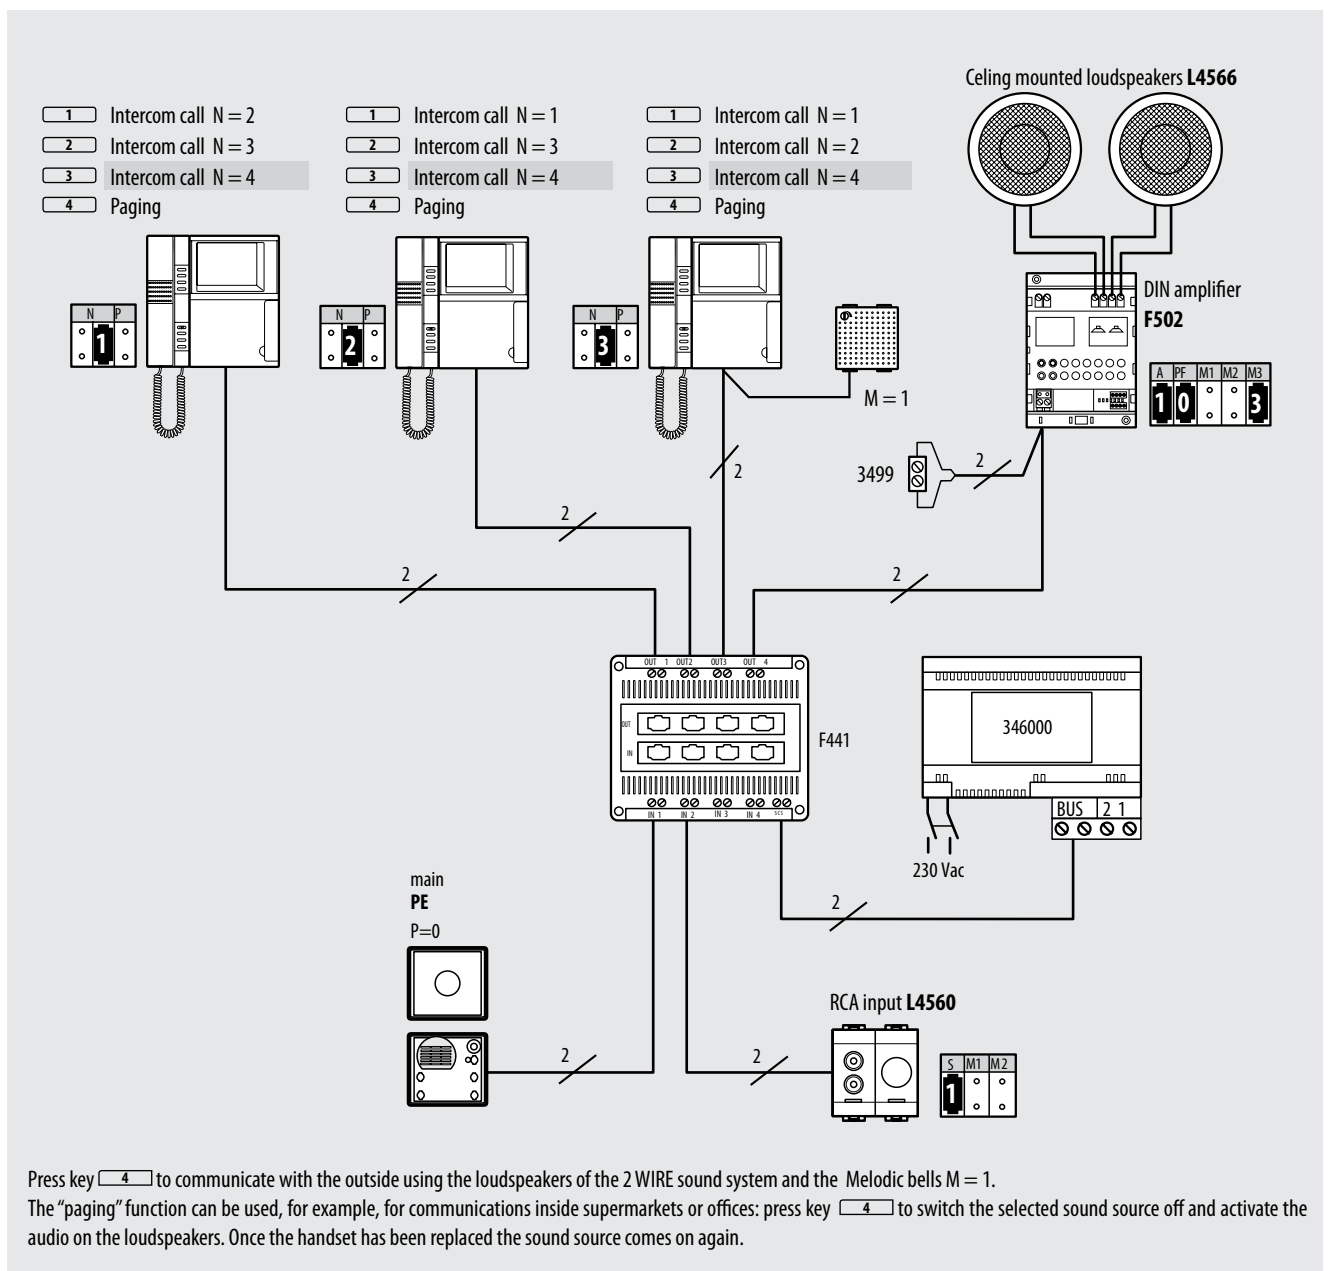 Celing mounted loudspeakers L4566
1 Intercom call N = 2
2 Intercom call N = 3
3 Intercom call N = 4
4 Paging
1 Intercom call N = 1
2 Intercom call N = 3
3 Intercom call N = 4
4 Paging
1 Intercom call N = 1
2 Intercom call N = 2
3 Intercom call N = 4
4 Paging
N P
1
N P
2
N P
3
M = 1
DIN amplifier
F502
A PF M1 M2 M3
1 0 3
3499
2
2
2
2
2
OUT 1 OUT2 OUT3 OUT 4
OUT
IN
F441
IN 1 IN 2 IN 3 IN 4 SCS
346000
BUS 2 1
230 Vac
2
main
PE
P=0
2
2
RCA input L4560
S M1 M2
1
Press key 4 to communicate with the outside using the loudspeakers of the 2 WIRE sound system and the Melodic bells M = 1.
The “paging” function can be used, for example, for communications inside supermarkets or offices: press key 4 to switch the selected sound source off and activate the
audio on the loudspeakers. Once the handset has been replaced the sound source comes on again.